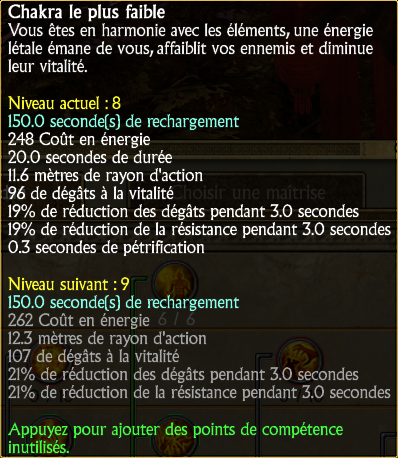 Chakra le plus faible
Vous êtes en harmonie avec les éléments, une énergie
létale émane de vous, affaiblit vos ennemis et diminue
leur vitalité.
Niveau actuel : 8
150.0 seconde(s) de rechargement
248 Coût en énergie
20.0 secondes de durée
11.6 mètres de rayon d'action
96 de dégâts à la vitalité
Choisir une maîtrise
19% de réduction des dégâts pendant 3.0 secondes
19% de réduction de la résistance pendant 3.0 secondes
0.3 secondes de pétrification
Niveau suivant : 9
150.0 seconde(s) de rechargement
262 Coût en énergie 6 / 6
12.3 mètres de rayon d'action
107 de dégâts à la vitalité
21% de réduction des dégâts pendant 3.0 secondes
21% de réduction de la résistance pendant 3.0 secondes
Appuyez pour ajouter des points de compétence
inutilisés.